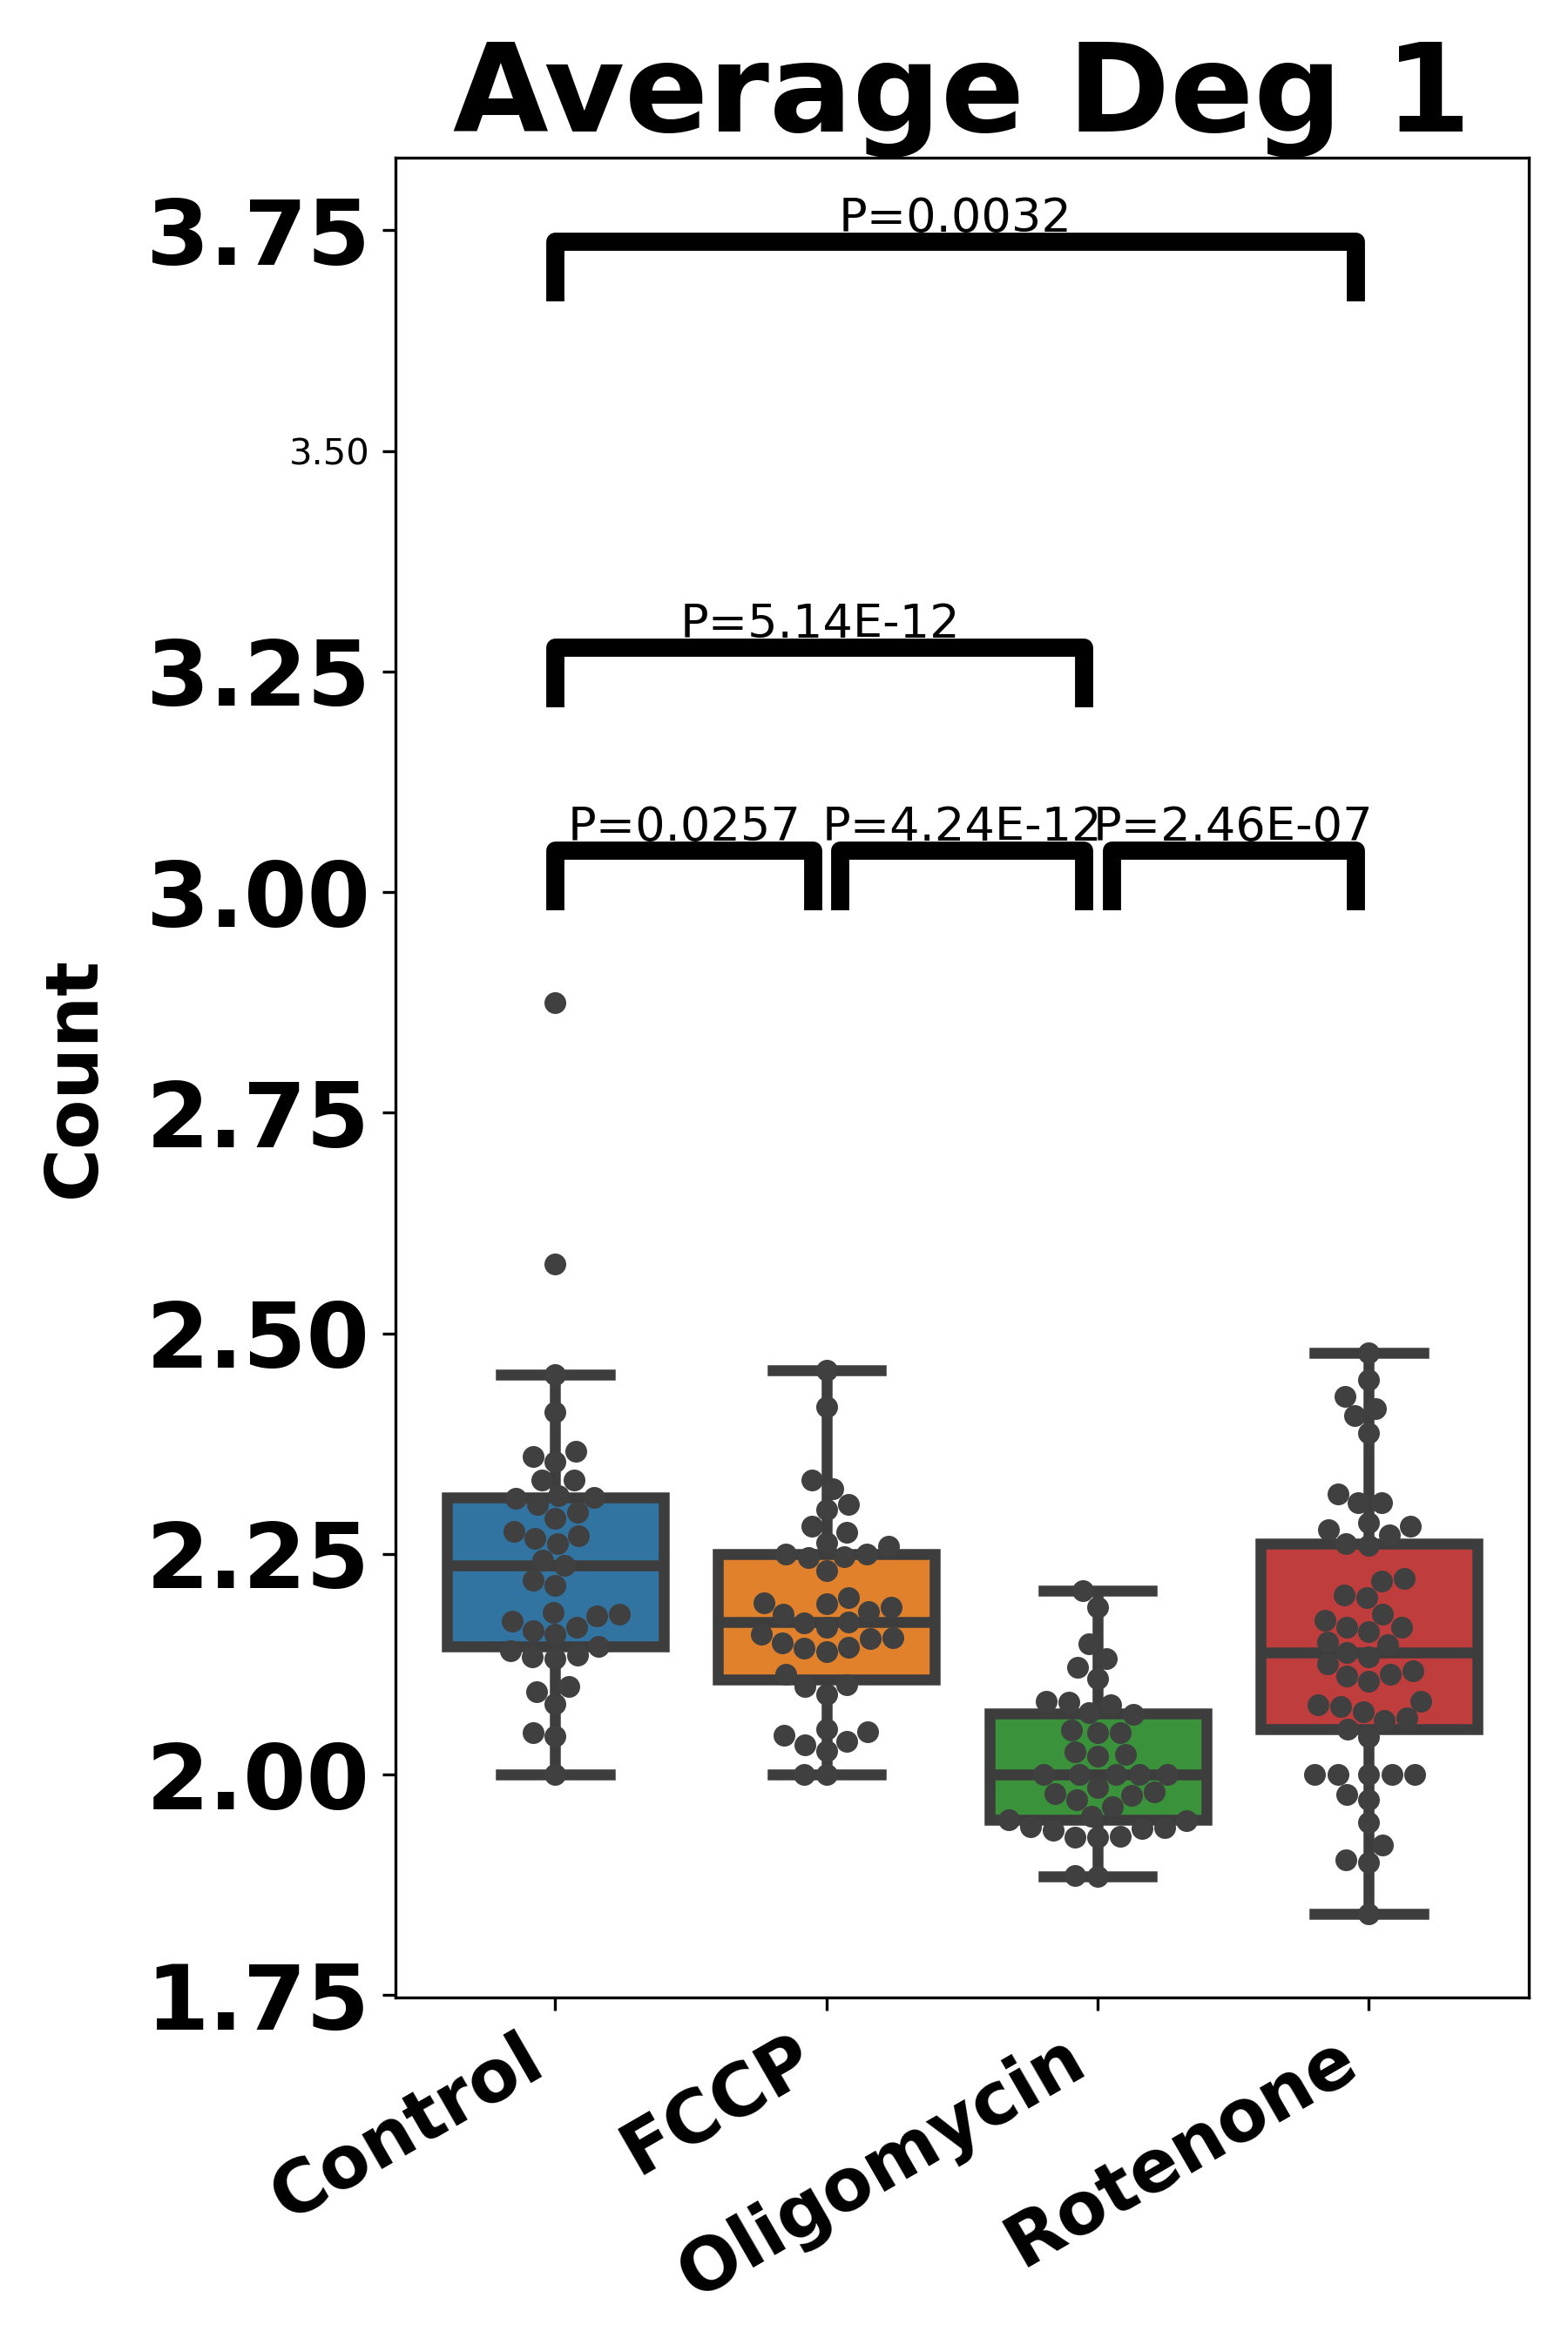 Average Deg 1
3.75
P=0.0032
3.50
P=5.14E-12
3.25
P=0.0257
P=4.24E-12
P=2.46E-07
3.00
Count
2.75
2.50
2.25
2.00
1.75
Control
FCCP
Oligomycin
Rotenone